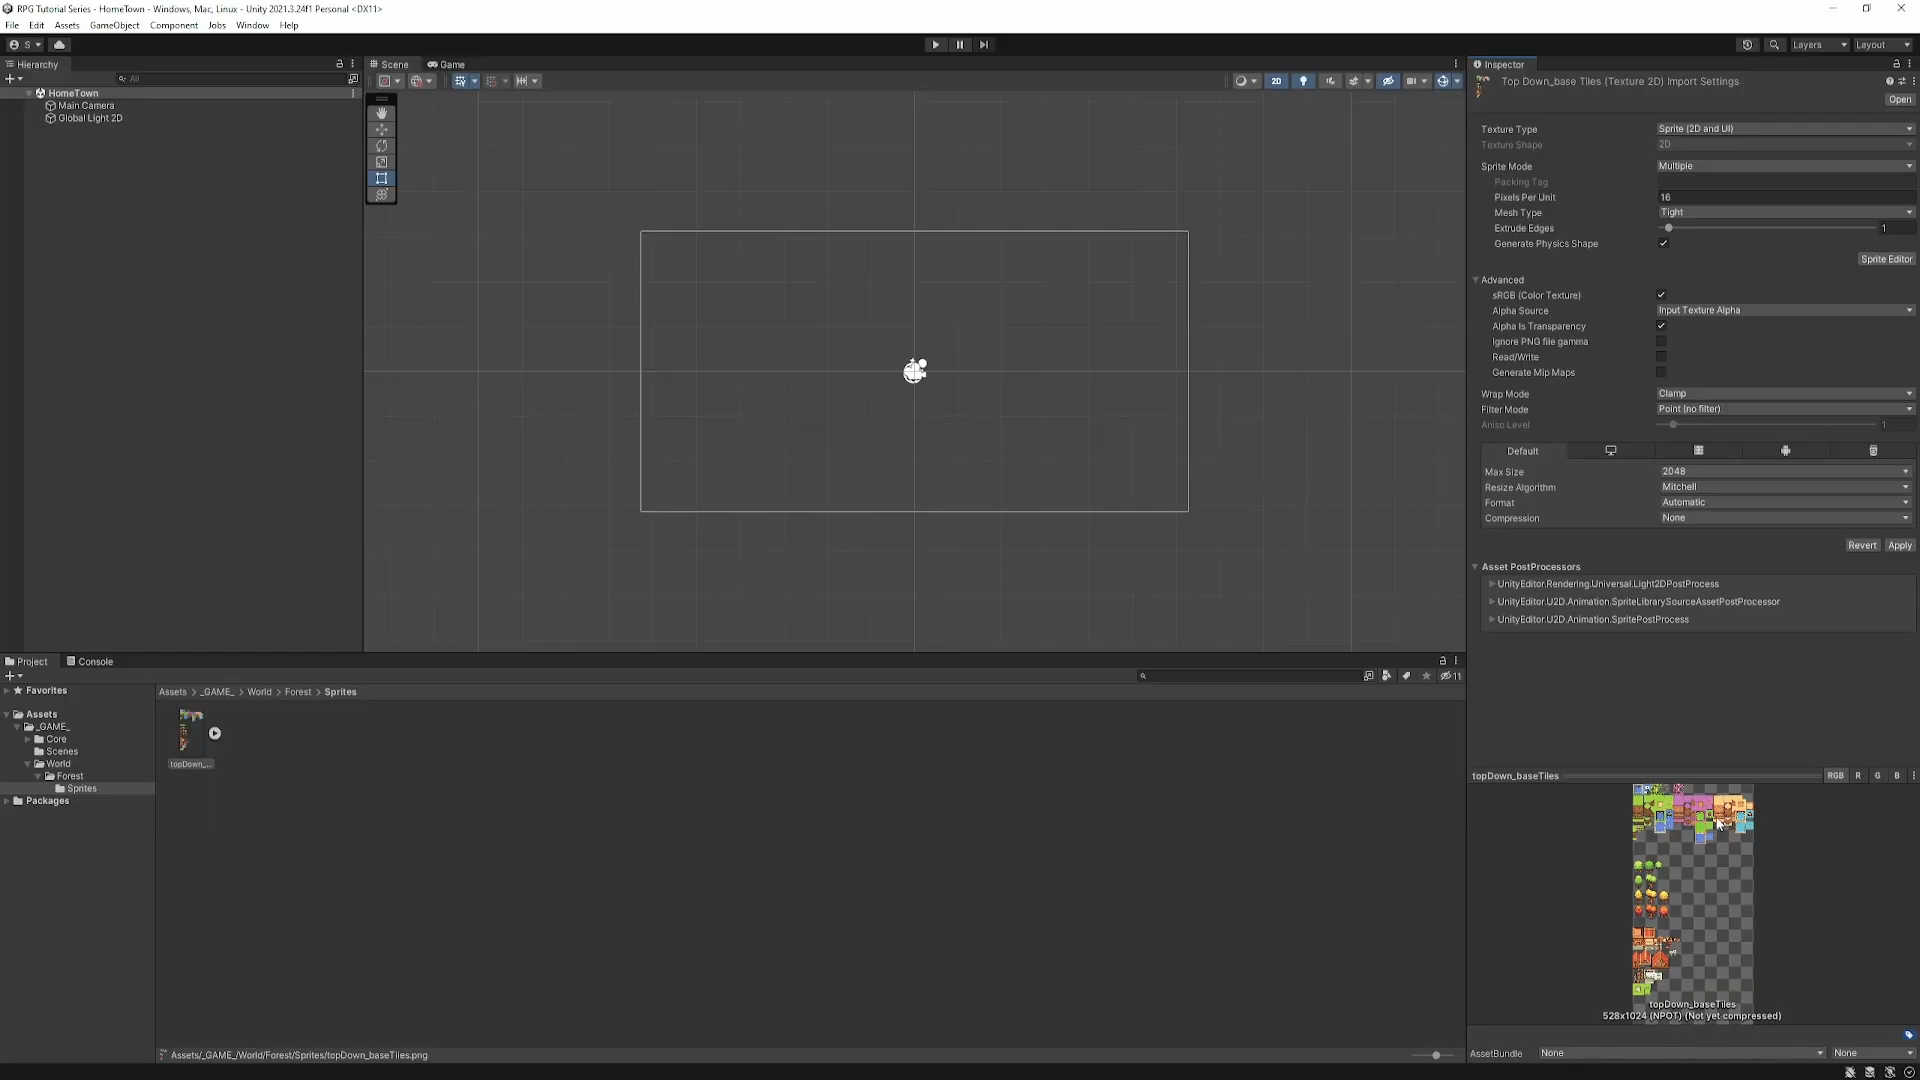 RPG Tutorial Series - HomeTown - Windows, Mac, Linux - Unity 2021.3.24f1 Personal <DX11>
File Edit Assets GameObject Component Jobs Window Help
S
Layers
Layout
Hierarchy
All
HomeTown
Main Camera
Global Light 2D
Scene
Game
2D
Inspector
Top Down_base Tiles (Texture 2D) Import Settings
Open
Texture Type Sprite (2D and UI)
Texture Shape 2D
Sprite Mode Multiple
Packing Tag
Pixels Per Unit 16
Mesh Type Tight
Extrude Edges 1
Generate Physics Shape
Sprite Editor
Advanced
sRGB (Color Texture)
Alpha Source Input Texture Alpha
Alpha Is Transparency
Ignore PNG file gamma
Read/Write
Generate Mip Maps
Wrap Mode Clamp
Filter Mode Point (no filter)
Aniso Level 1
Default
Max Size 2048
Resize Algorithm Mitchell
Format Automatic
Compression None
Revert Apply
Asset PostProcessors
UnityEditor.Rendering.Universal.Light2DPostProcess
UnityEditor.U2D.Animation.SpriteLibrarySourceAssetPostProcessor
UnityEditor.U2D.Animation.SpritePostProcess
Project
Console
11
Favorites
Assets
_GAME_
Core
Scenes
World
Forest
Sprites
Packages
Assets > _GAME_ > World > Forest > Sprites
topDown_...
Assets/_GAME_/World/Forest/Sprites/topDown_baseTiles.png
topDown_baseTiles
RGB R G B
topDown_baseTiles
528x1024 (NPOT) (Not yet compressed)
AssetBundle None None